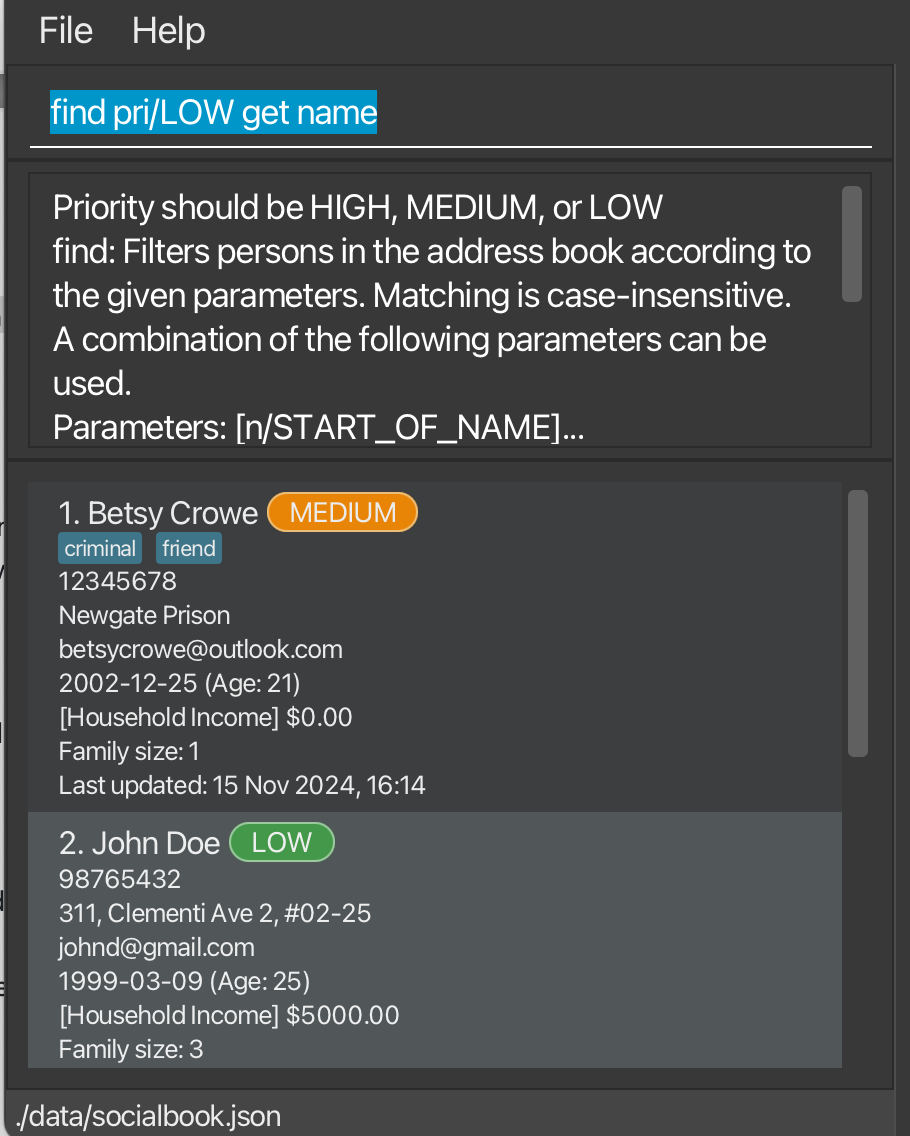 File Help
find pri/LOW get name
Priority should be HIGH, MEDIUM, or LOW
find: Filters persons in the address book according to
the given parameters. Matching is case-insensitive.
A combination of the following parameters can be
used.
Parameters: [n/START_OF_NAME]...
1. Betsy Crowe MEDIUM
criminal friend
12345678
Newgate Prison
betsycrowe@outlook.com
2002-12-25 (Age: 21)
[Household Income] $0.00
Family size: 1
Last updated: 15 Nov 2024, 16:14
2. John Doe LOW
98765432
311, Clementi Ave 2, #02-25
johnd@gmail.com
1999-03-09 (Age: 25)
[Household Income] $5000.00
Family size: 3
./data/socialbook.json